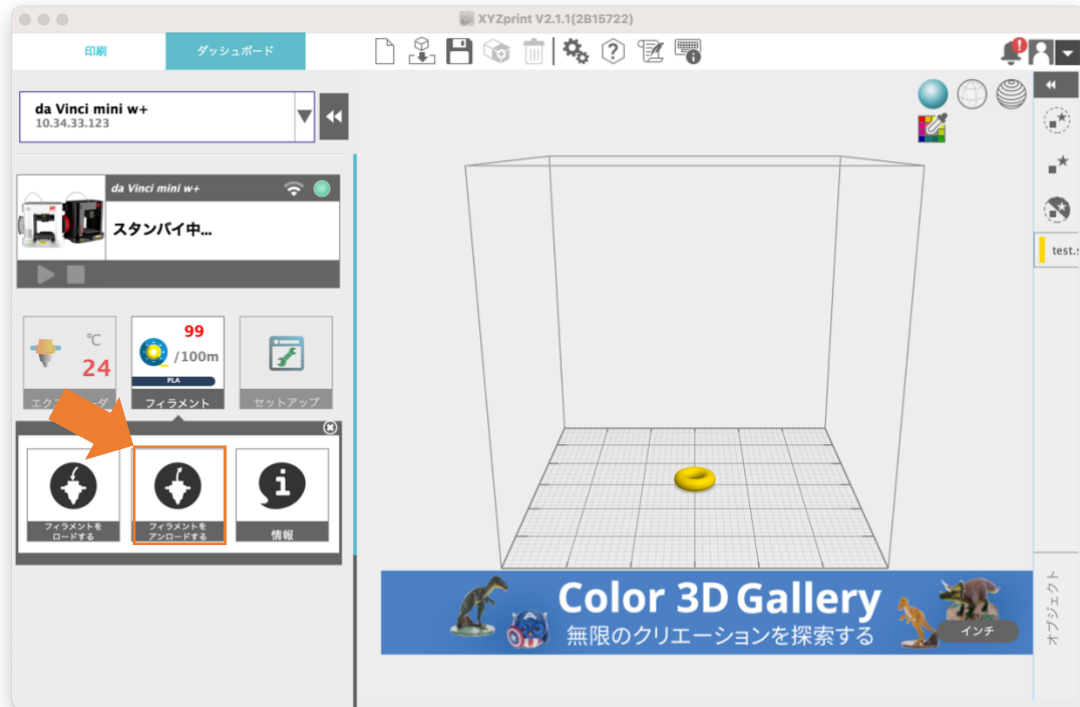 XYZprint V2.1.1(2B15722)
印刷
ダッシュボード
da Vinci mini w+
10.34.33.123
da Vinci mini w+
スタンバイ中...
℃
24
99
/100m
PLA
フィラメント
セットアップ
フィラメントを
ロードする
フィラメントを
アンロードする
情報
test.s
Color 3D Gallery
無限のクリエーションを探索する
インチ
オブジェクト